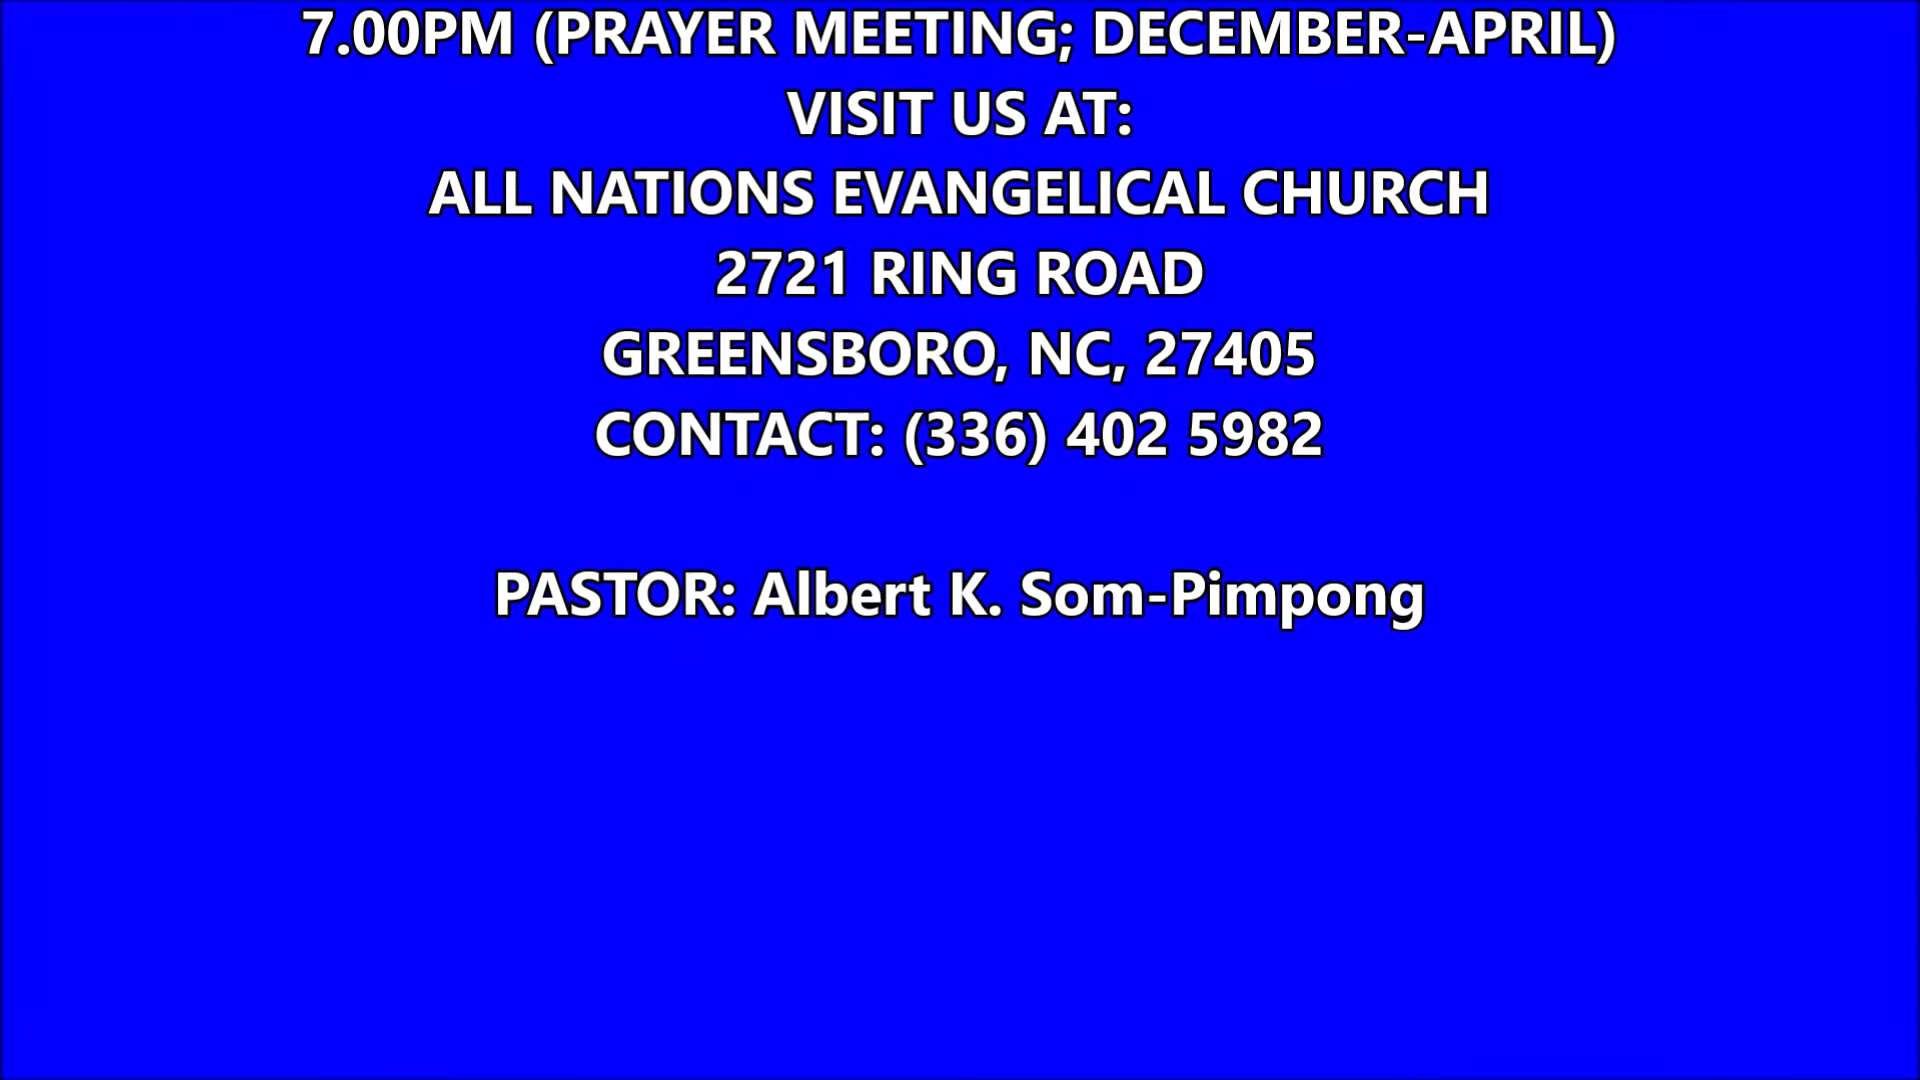 7.00PM (PRAYER MEETING; DECEMBER-APRIL)
VISIT US AT:
ALL NATIONS EVANGELICAL CHURCH
2721 RING ROAD
GREENSBORO, NC, 27405
CONTACT: (336) 402 5982
PASTOR: Albert K. Som-Pimpong